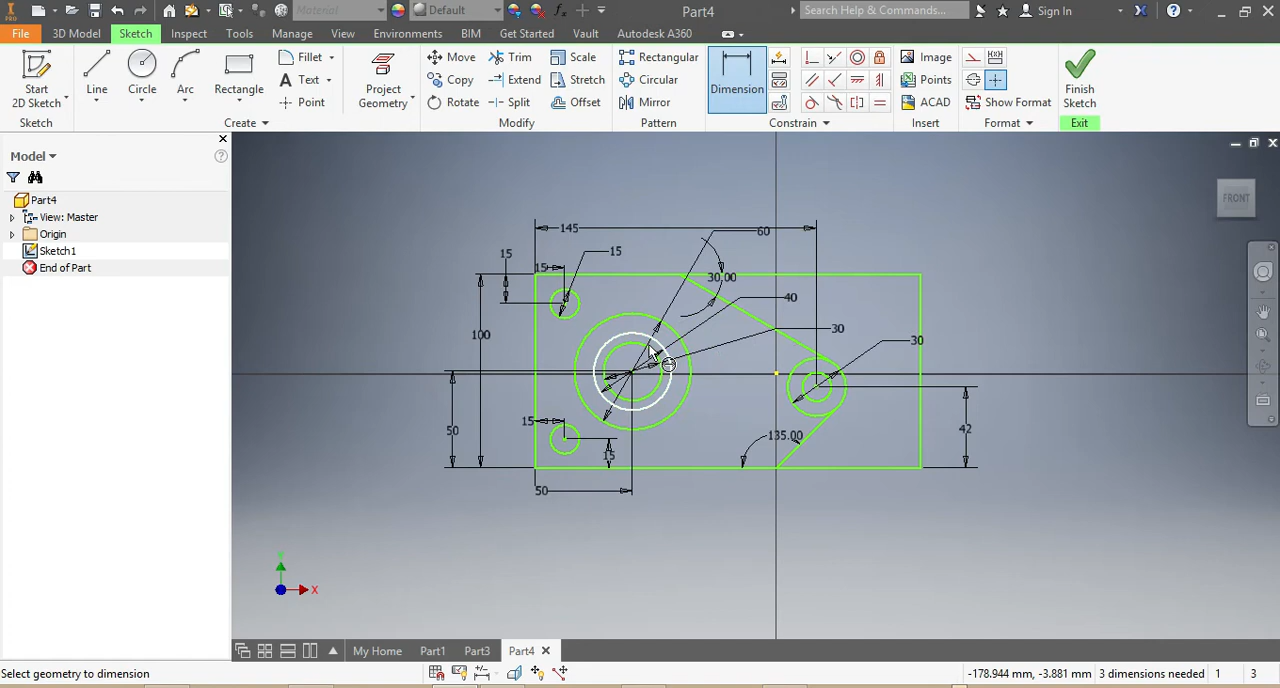 Material
Default
Part4
Search Help & Commands...
Sign In
PRO
File
3D Model
Sketch
Inspect
Tools
Manage
View
Environments
BIM
Get Started
Vault
Autodesk A360
Start
2D Sketch
Line
Circle
Arc
Rectangle
Fillet
Text
Point
Project
Geometry
Move
Copy
Rotate
Trim
Extend
Split
Scale
Stretch
Offset
Rectangular
Circular
Mirror
Dimension
Image
Points
ACAD
Show Format
Finish
Sketch
Sketch
Create
Modify
Pattern
Constrain
Insert
Format
Exit
Model
Part4
View: Master
Origin
Sketch1
End of Part
FRONT
145
60
15
15
15
30.00
40
100
30
30
50
15
15
135.00
42
50
X
My Home
Part1
Part3
Part4
Select geometry to dimension
-178.944 mm, -3.881 mm
3 dimensions needed
1
3